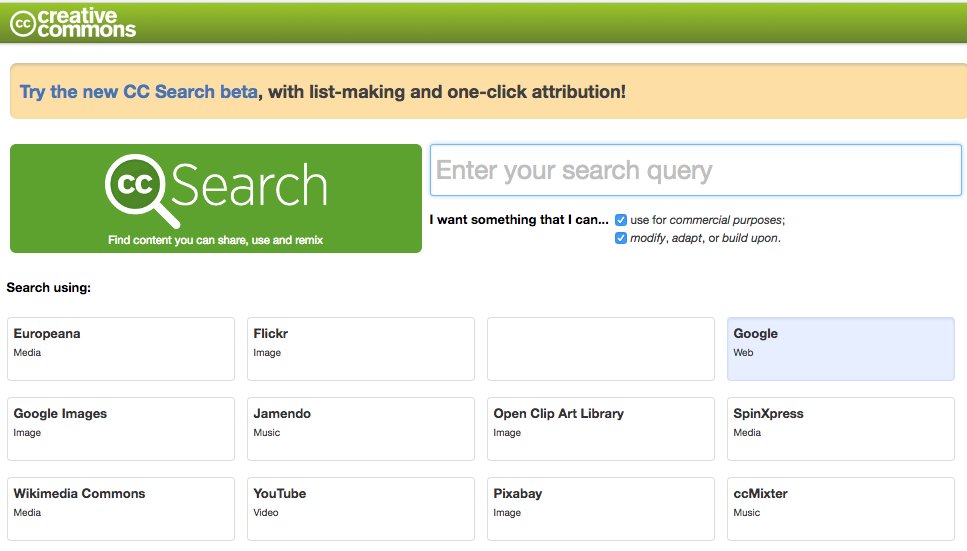 cc creative
commons
Try the new CC Search beta, with list-making and one-click attribution!
cc Search
Find content you can share, use and remix
Enter your search query
I want something that I can... use for commercial purposes;
modify, adapt, or build upon.
Search using:
Europeana
Media
Flickr
Image
Google
Web
Google Images
Image
Jamendo
Music
Open Clip Art Library
Image
SpinXpress
Media
Wikimedia Commons
Media
YouTube
Video
Pixabay
Image
ccMixter
Music